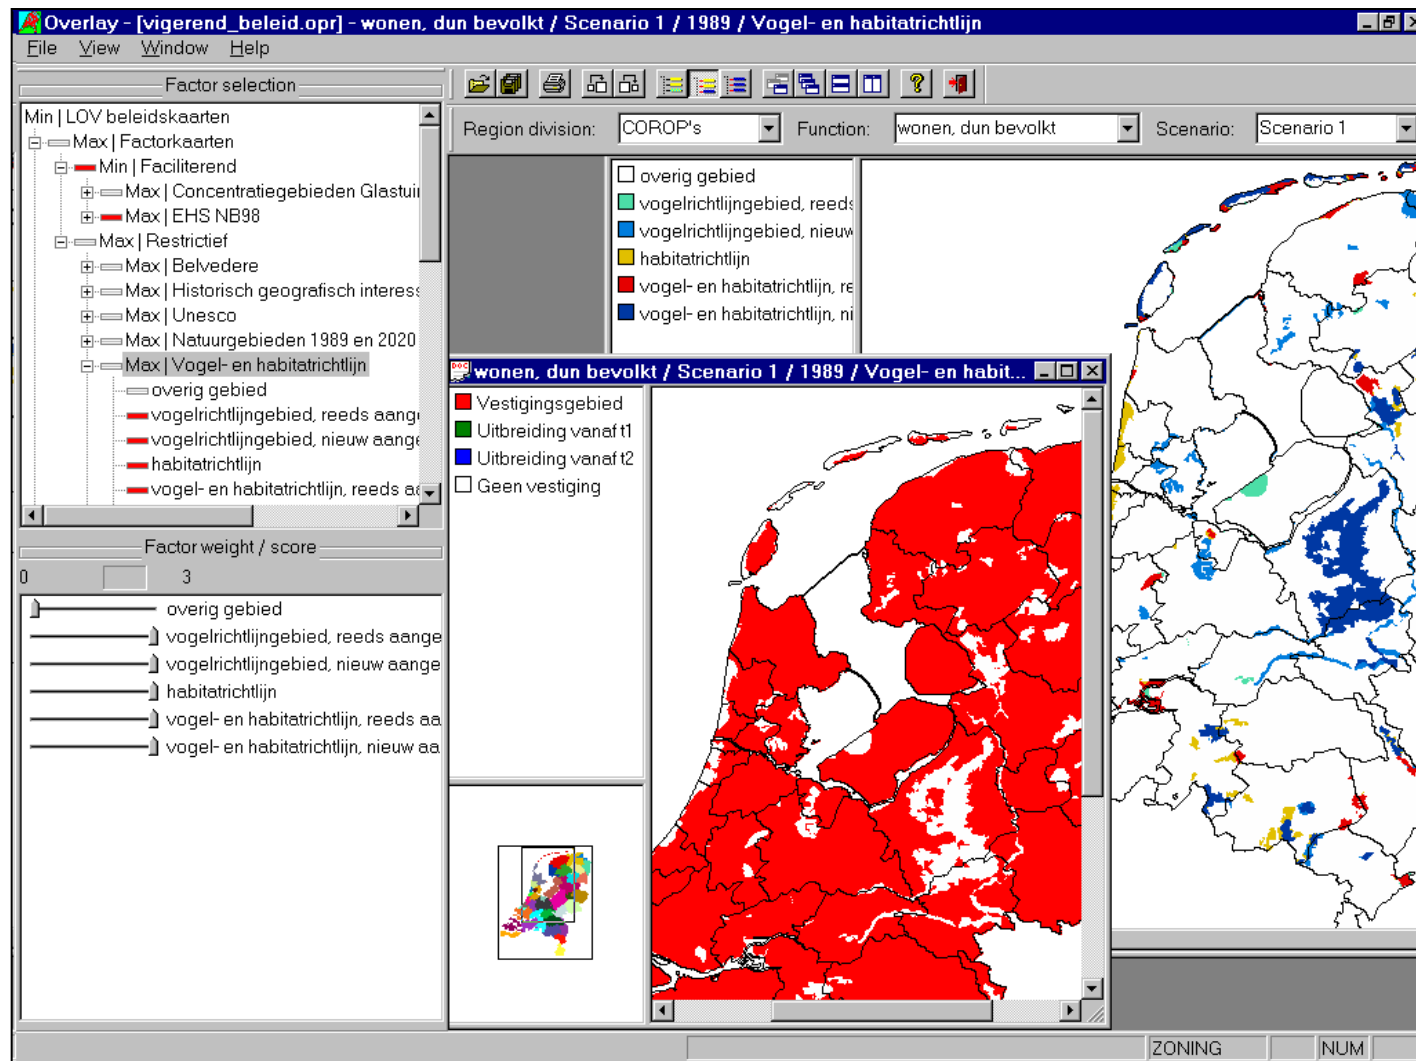 Overlay - [vigerend_beleid.opr] - wonen, dun bevolkt / Scenario 1 / 1989 / Vogel- en habitatrichtlijn
File View Window Help
Factor selection
Min | LOV beleidskaarten
Max | Factorkaarten
Min | Faciliterend
Max | Concentratiegebieden Glastuin
Max | EHS NB98
Max | Restrictief
Max | Belvedere
Max | Historisch geografisch interess
Max | Unesco
Max | Natuurgebieden 1989 en 2020
Max | Vogel- en habitatrichtlijn
overig gebied
vogelrichtlijngebied, reeds aange
vogelrichtlijngebied, nieuw aange
habitatrichtlijn
vogel- en habitatrichtlijn, reeds aa
Factor weight / score
0 3
overig gebied
vogelrichtlijngebied, reeds aange
vogelrichtlijngebied, nieuw aange
habitatrichtlijn
vogel- en habitatrichtlijn, reeds aa
vogel- en habitatrichtlijn, nieuw aa
Region division: COROP's Function: wonen, dun bevolkt Scenario: Scenario 1
overig gebied
vogelrichtlijngebied, reeds
vogelrichtlijngebied, nieuw
habitatrichtlijn
vogel- en habitatrichtlijn, re
vogel- en habitatrichtlijn, ni
wonen, dun bevolkt / Scenario 1 / 1989 / Vogel- en habit...
Vestigingsgebied
Uitbreiding vanaf t1
Uitbreiding vanaf t2
Geen vestiging
ZONING NUM